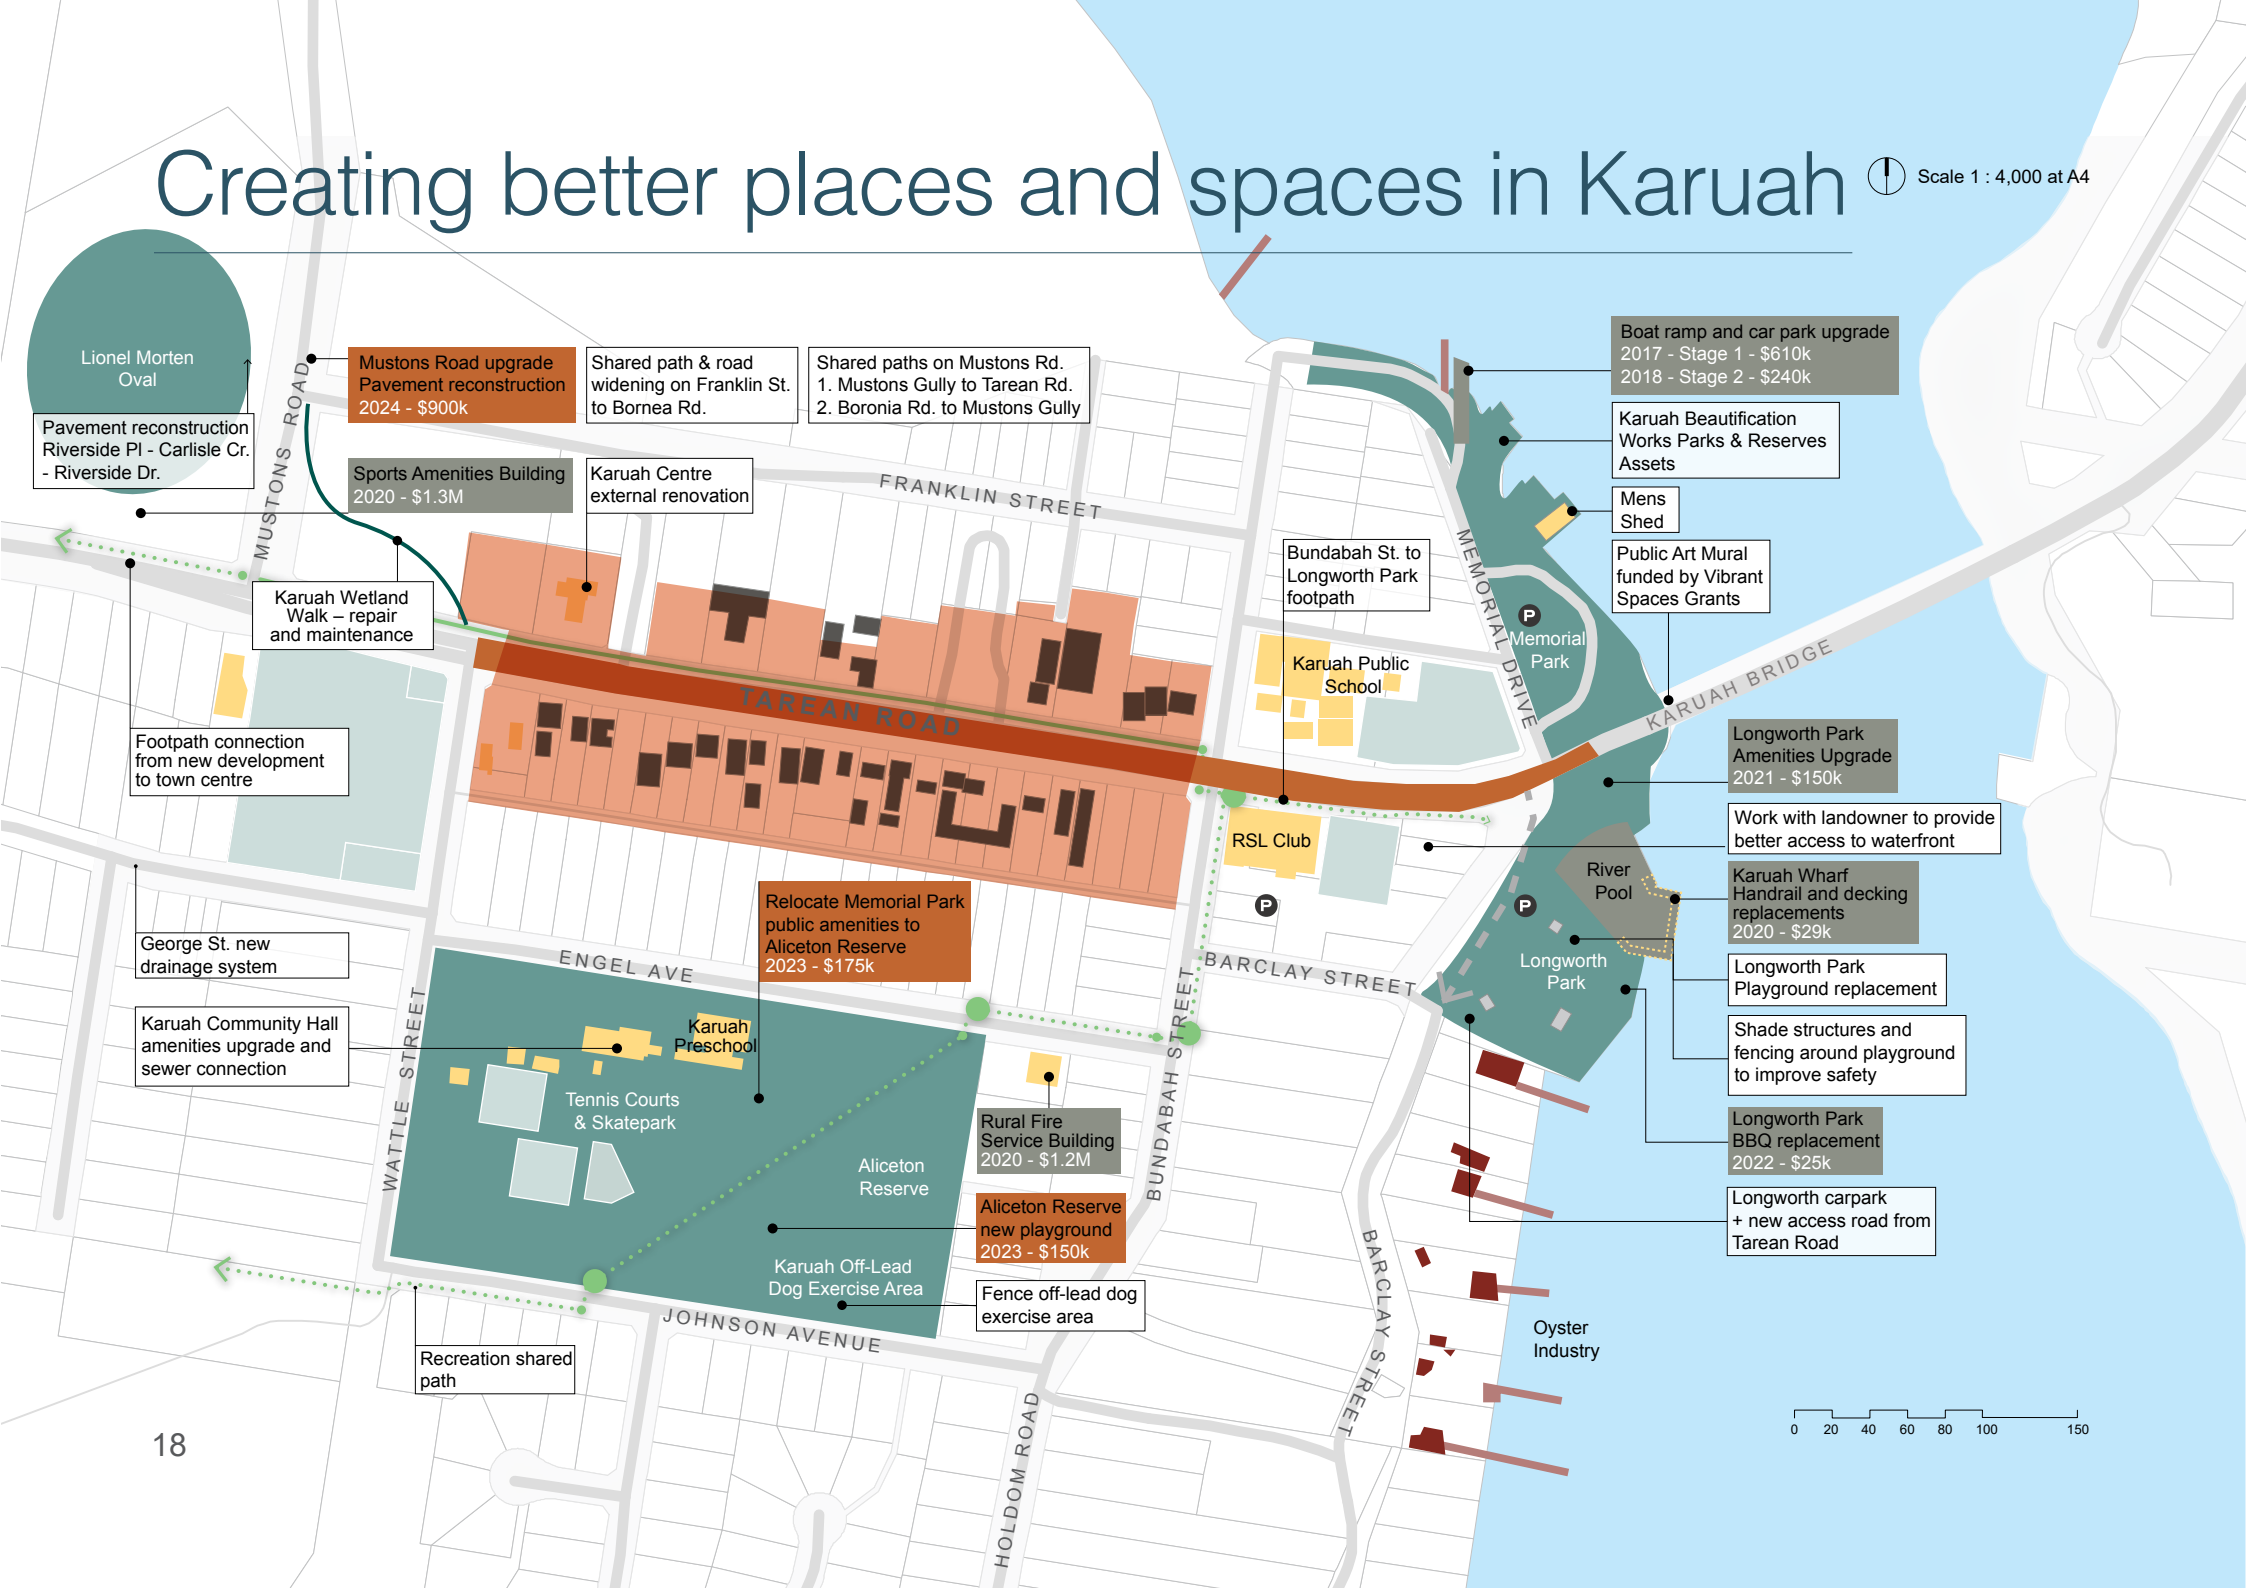 Creating better places and spaces in Karuah
Scale 1 : 4,000 at A4
Lionel Morten
Oval
Pavement reconstruction
Riverside Pl - Carlisle Cr.
- Riverside Dr.
MUSTONS ROAD
Mustons Road upgrade
Pavement reconstruction
2024 - $900k
Shared path & road
widening on Franklin St.
to Bornea Rd.
Shared paths on Mustons Rd.
1. Mustons Gully to Tarean Rd.
2. Boronia Rd. to Mustons Gully
Sports Amenities Building
2020 - $1.3M
Karuah Centre
external renovation
FRANKLIN STREET
Boat ramp and car park upgrade
2017 - Stage 1 - $610k
2018 - Stage 2 - $240k
Karuah Beautification
Works Parks & Reserves
Assets
Mens
Shed
Public Art Mural
funded by Vibrant
Spaces Grants
Bundabah St. to
Longworth Park
footpath
MEMORIAL DRIVE
P
Memorial
Park
Karuah Public
School
KARUAH BRIDGE
Karuah Wetland
Walk – repair
and maintenance
TAREAN ROAD
Footpath connection
from new development
to town centre
Longworth Park
Amenities Upgrade
2021 - $150k
Work with landowner to provide
better access to waterfront
RSL Club
P
River
Pool
P
Karuah Wharf
Handrail and decking
replacements
2020 - $29k
Longworth
Park
Longworth Park
Playground replacement
Shade structures and
fencing around playground
to improve safety
Longworth Park
BBQ replacement
2022 - $25k
Longworth carpark
+ new access road from
Tarean Road
George St. new
drainage system
Karuah Community Hall
amenities upgrade and
sewer connection
WATTLE STREET
ENGEL AVE
Relocate Memorial Park
public amenities to
Aliceton Reserve
2023 - $175k
BARCLAY STREET
BUNDABAH STREET
Karuah
Preschool
Tennis Courts
& Skatepark
Aliceton
Reserve
Rural Fire
Service Building
2020 - $1.2M
Aliceton Reserve
new playground
2023 - $150k
Karuah Off-Lead
Dog Exercise Area
Fence off-lead dog
exercise area
JOHNSON AVENUE
Recreation shared
path
BARCLAY STREET
HOLDOM ROAD
Oyster
Industry
0 20 40 60 80 100 150
18